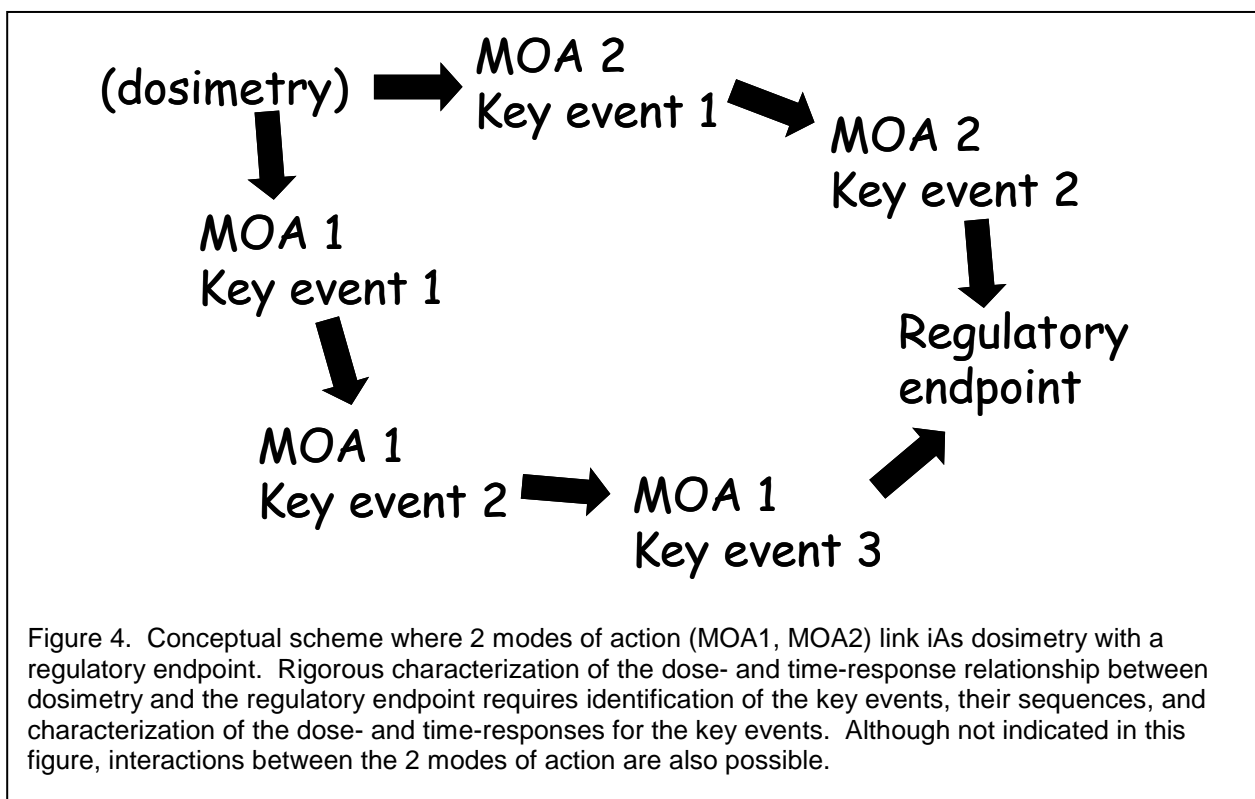 (dosimetry)
MOA 2
Key event 1
MOA 2
Key event 2
MOA 1
Key event 1
Regulatory
endpoint
MOA 1
Key event 2
MOA 1
Key event 3
Figure 4.  Conceptual scheme where 2 modes of action (MOA1, MOA2) link iAs dosimetry with a
regulatory endpoint.  Rigorous characterization of the dose- and time-response relationship between
dosimetry and the regulatory endpoint requires identification of the key events, their sequences, and
characterization of the dose- and time-responses for the key events.  Although not indicated in this
figure, interactions between the 2 modes of action are also possible.